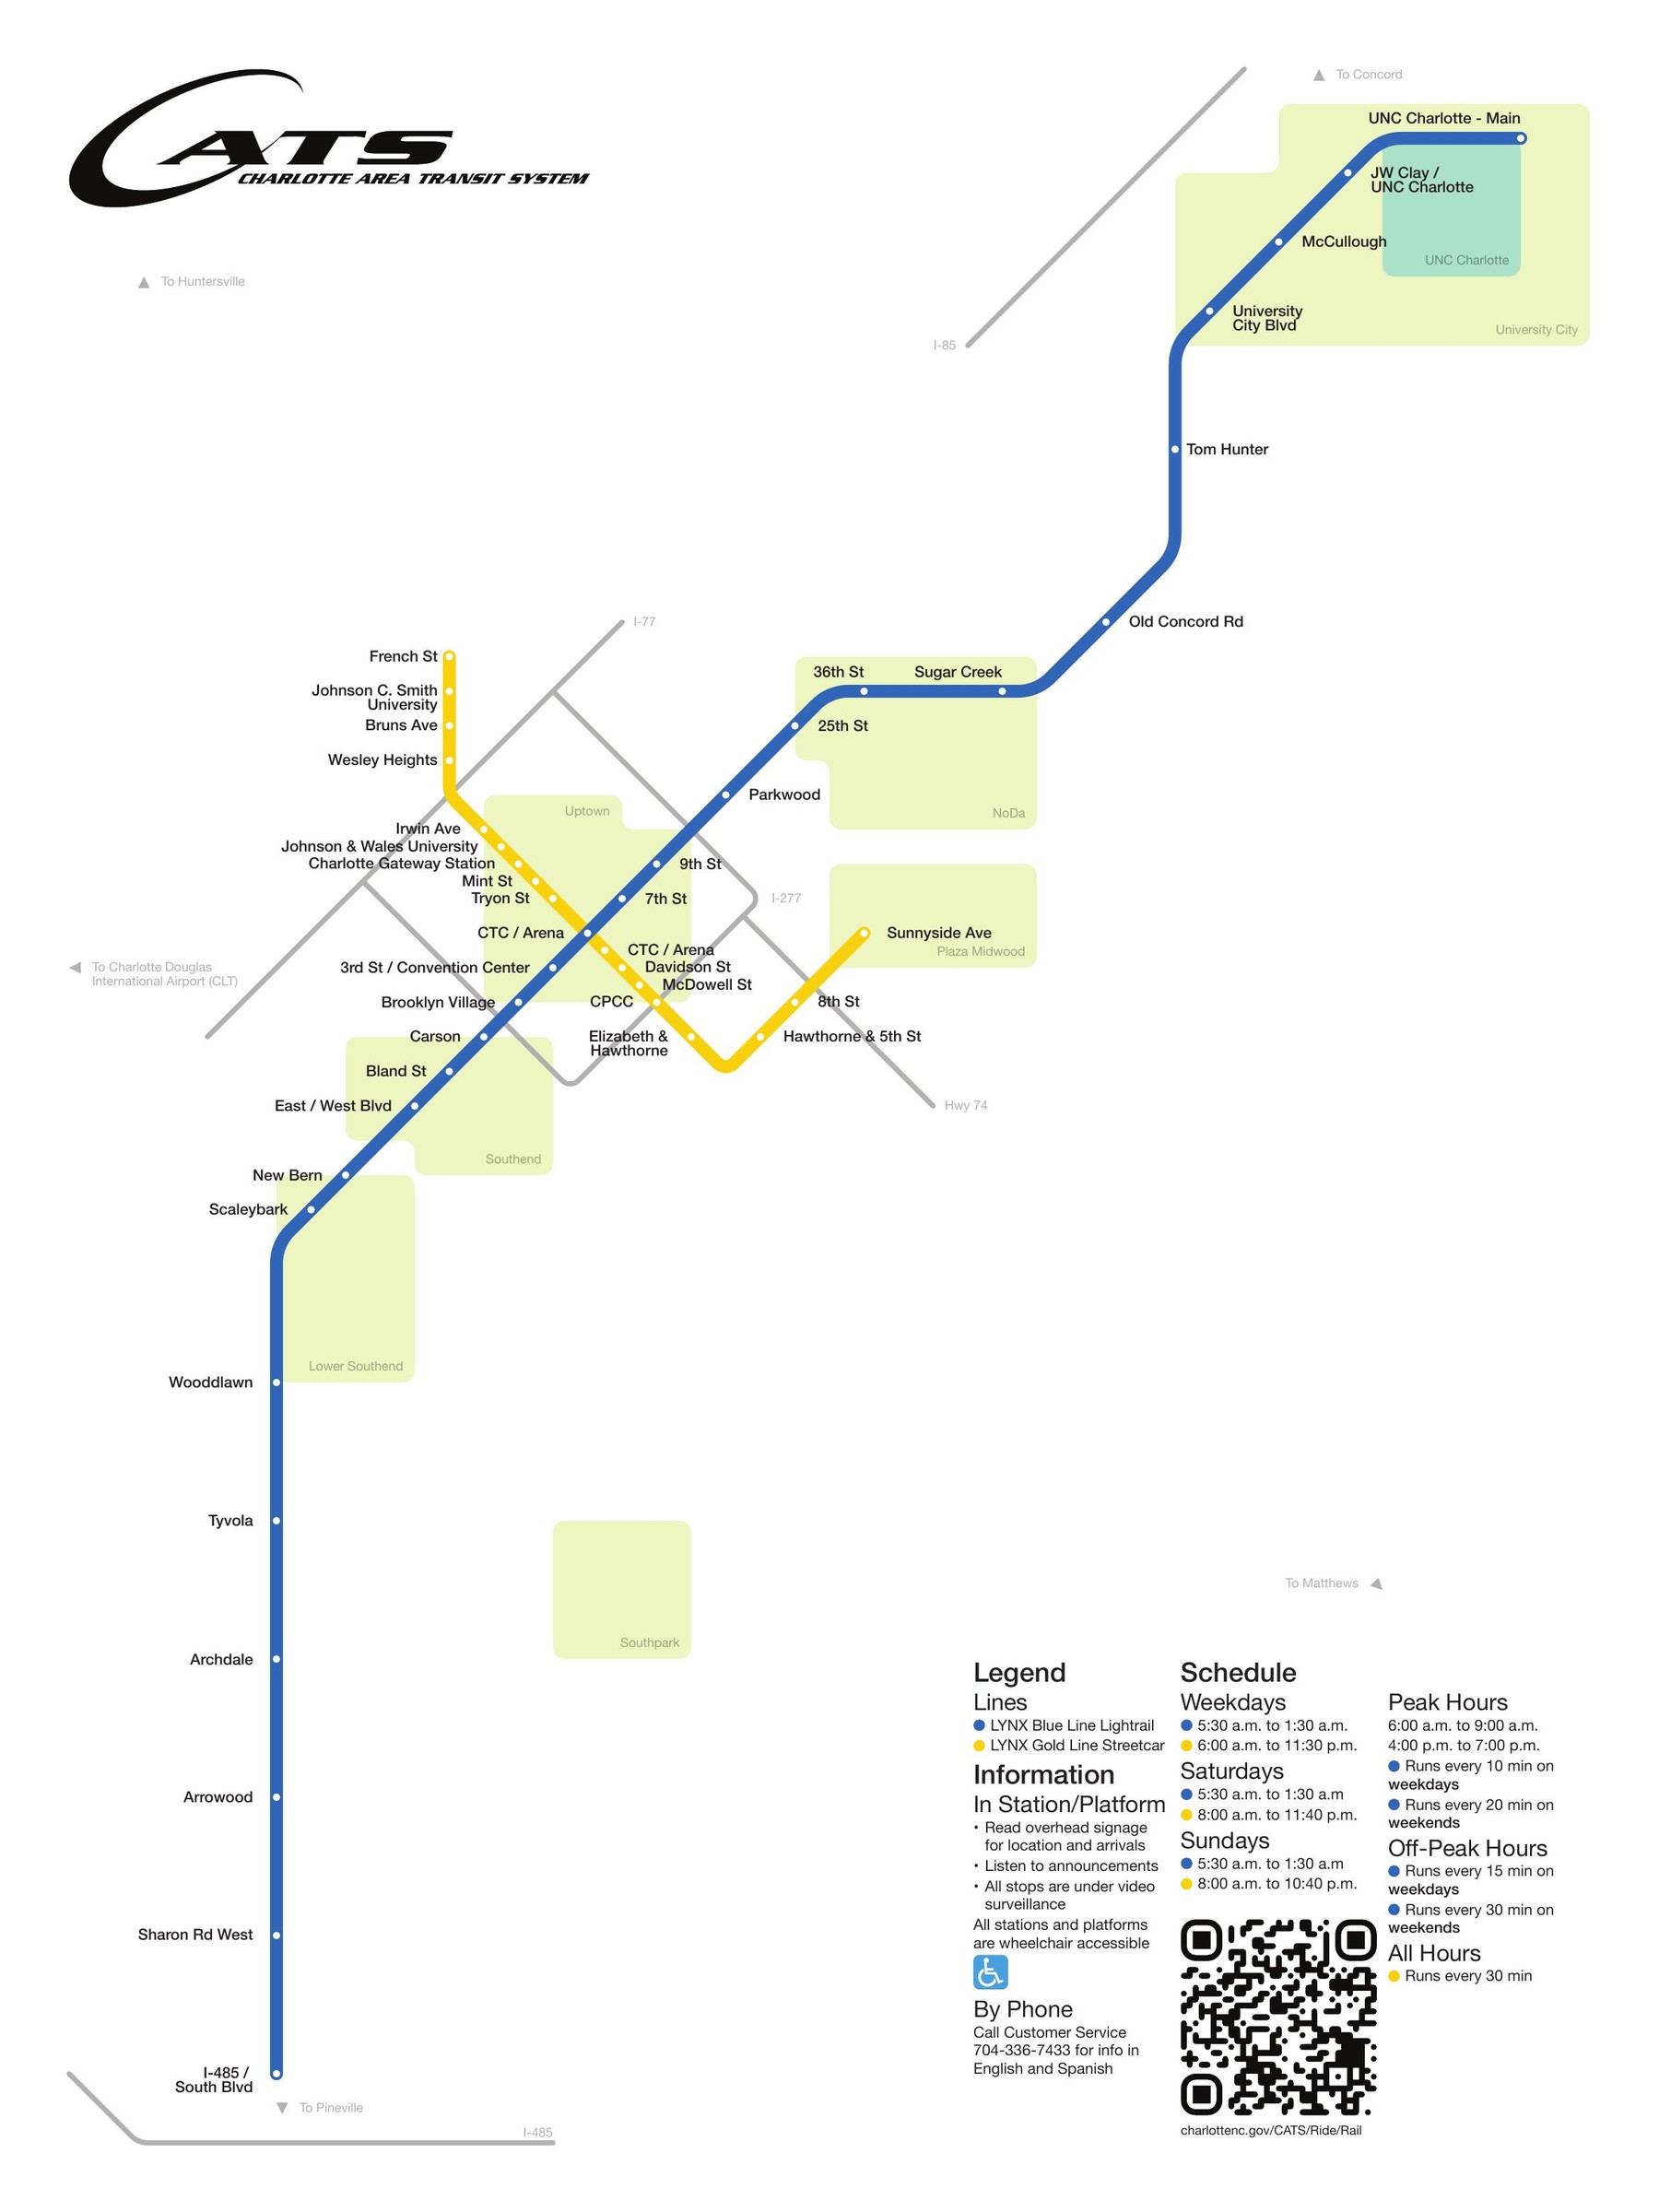 CATS
CHARLOTTE AREA TRANSIT SYSTEM
To Concord
UNC Charlotte - Main
JW Clay /
UNC Charlotte
McCullough
UNC Charlotte
To Huntersville
University
City Blvd
University City
I-85
Tom Hunter
Old Concord Rd
I-77
French St
36th St
Sugar Creek
Johnson C. Smith
University
Bruns Ave
25th St
Wesley Heights
Parkwood
Uptown
NoDa
Irwin Ave
Johnson & Wales University
Charlotte Gateway Station
9th St
Mint St
Tryon St
7th St
I-277
CTC / Arena
Sunnyside Ave
CTC / Arena
Plaza Midwood
To Charlotte Douglas
International Airport (CLT)
3rd St / Convention Center
Davidson St
McDowell St
Brooklyn Village
CPCC
8th St
Carson
Elizabeth &
Hawthorne
Hawthorne & 5th St
Bland St
East / West Blvd
Hwy 74
Southend
New Bern
Scaleybark
Lower Southend
Wooddlawn
Tyvola
To Matthews
Southpark
Archdale
Arrowood
Sharon Rd West
I-485 /
South Blvd
To Pineville
I-485
Legend
Lines
LYNX Blue Line Lightrail
LYNX Gold Line Streetcar
Information
In Station/Platform
• Read overhead signage
for location and arrivals
• Listen to announcements
• All stops are under video
surveillance
All stations and platforms
are wheelchair accessible
By Phone
Call Customer Service
704-336-7433 for info in
English and Spanish
Schedule
Weekdays
5:30 a.m. to 1:30 a.m.
6:00 a.m. to 11:30 p.m.
Saturdays
5:30 a.m. to 1:30 a.m
8:00 a.m. to 11:40 p.m.
Sundays
5:30 a.m. to 1:30 a.m
8:00 a.m. to 10:40 p.m.
charlottenc.gov/CATS/Ride/Rail
Peak Hours
6:00 a.m. to 9:00 a.m.
4:00 p.m. to 7:00 p.m.
Runs every 10 min on
weekdays
Runs every 20 min on
weekends
Off-Peak Hours
Runs every 15 min on
weekdays
Runs every 30 min on
weekends
All Hours
Runs every 30 min